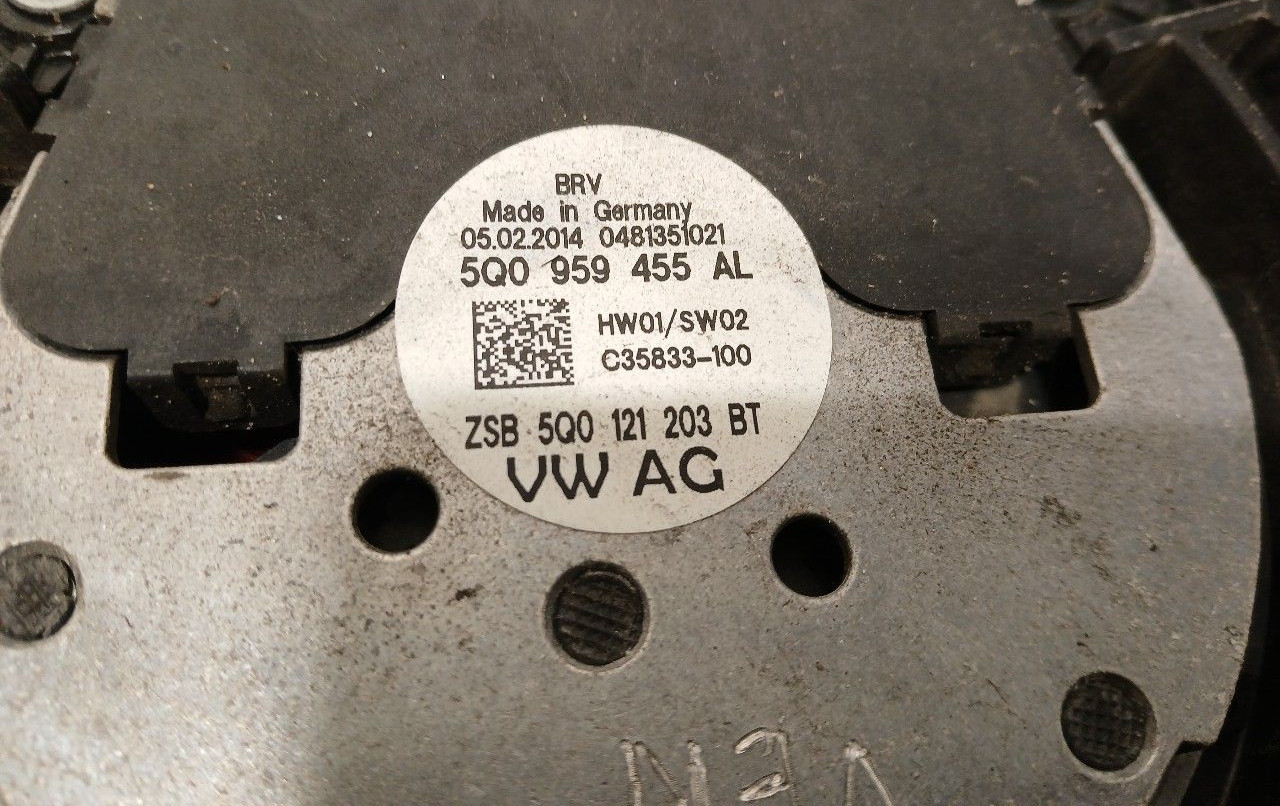 BRV
Made in Germany
05.02.2014 0481351021
5Q0 959 455 AL
HW01/SW02
C35833-100
ZSB 5Q0 121 203 BT
VW AG